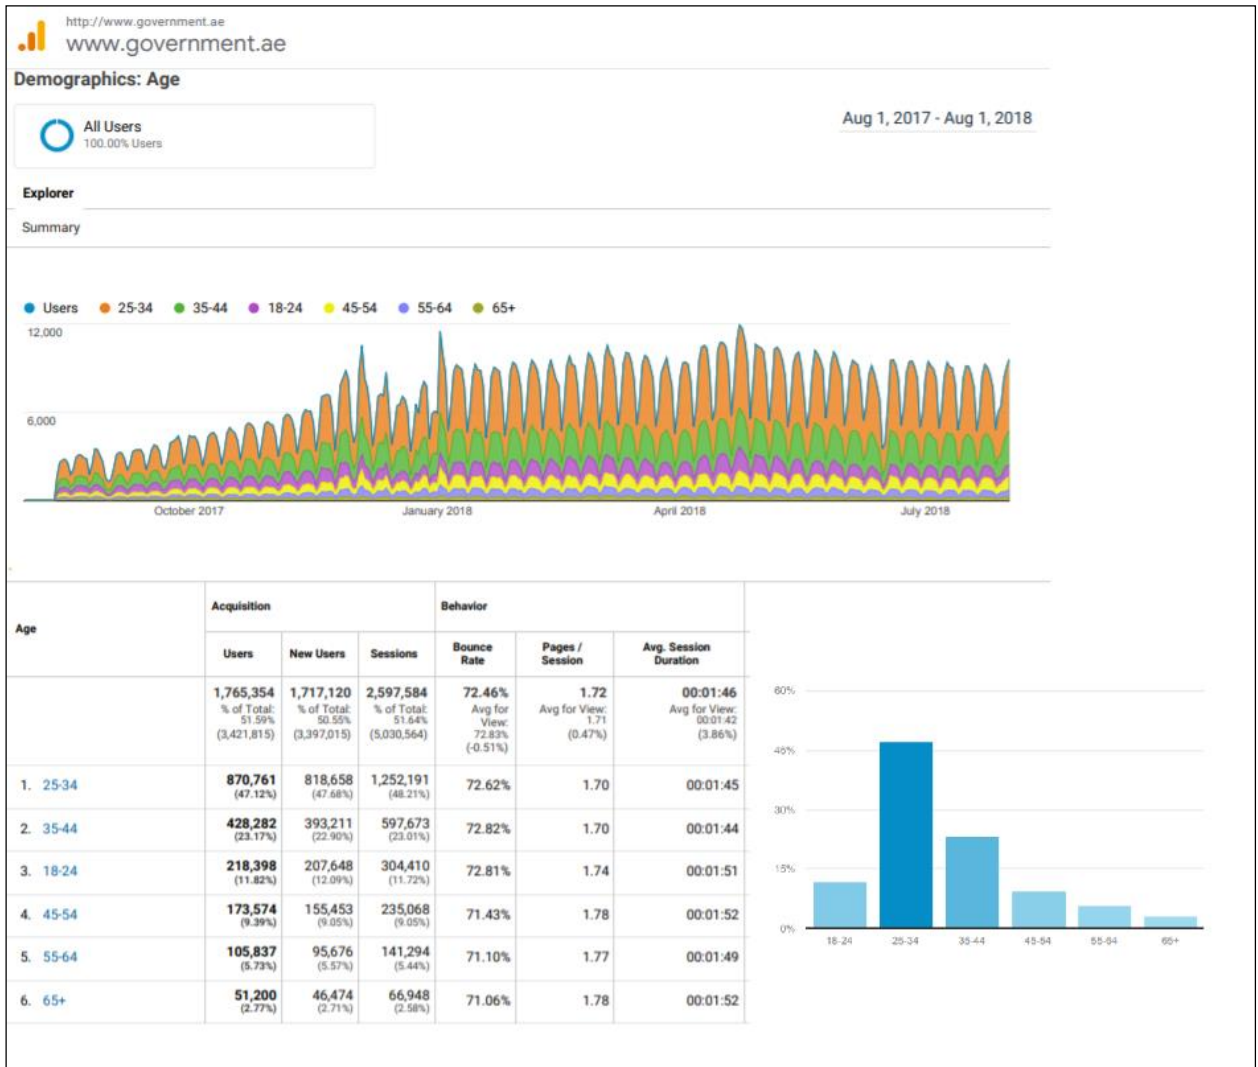 http://www.government.ae
www.government.ae
Demographics: Age
All Users
100.00% Users
Aug 1, 2017 - Aug 1, 2018
Explorer
Summary
Users 25-34 35-44 18-24 45-54 55-64 65+
12,000
6,000
October 2017 January 2018 April 2018 July 2018
Age
Acquisition Behavior
Users New Users Sessions Bounce Rate Pages / Session Avg. Session Duration
1,765,354 1,717,120 2,597,584 72.46% 1.72 00:01:46
% of Total: 51.59% (3,421,815) % of Total: 50.55% (3,397,015) % of Total: 51.64% (5,030,564) Avg for View: 72.83% (-0.51%) Avg for View: 1.71 (0.47%) Avg for View: 00:01:42 (3.86%)
1. 25-34 870,761 (47.12%) 818,658 (47.68%) 1,252,191 (48.21%) 72.62% 1.70 00:01:45
2. 35-44 428,282 (23.17%) 393,211 (22.90%) 597,673 (23.01%) 72.82% 1.70 00:01:44
3. 18-24 218,398 (11.82%) 207,648 (12.09%) 304,410 (11.72%) 72.81% 1.74 00:01:51
4. 45-54 173,574 (9.39%) 155,453 (9.05%) 235,068 (9.05%) 71.43% 1.78 00:01:52
5. 55-64 105,837 (5.73%) 95,676 (5.57%) 141,294 (5.44%) 71.10% 1.77 00:01:49
6. 65+ 51,200 (2.77%) 46,474 (2.71%) 66,948 (2.58%) 71.06% 1.78 00:01:52
60%
45%
30%
15%
0%
18-24 25-34 35-44 45-54 55-64 65+